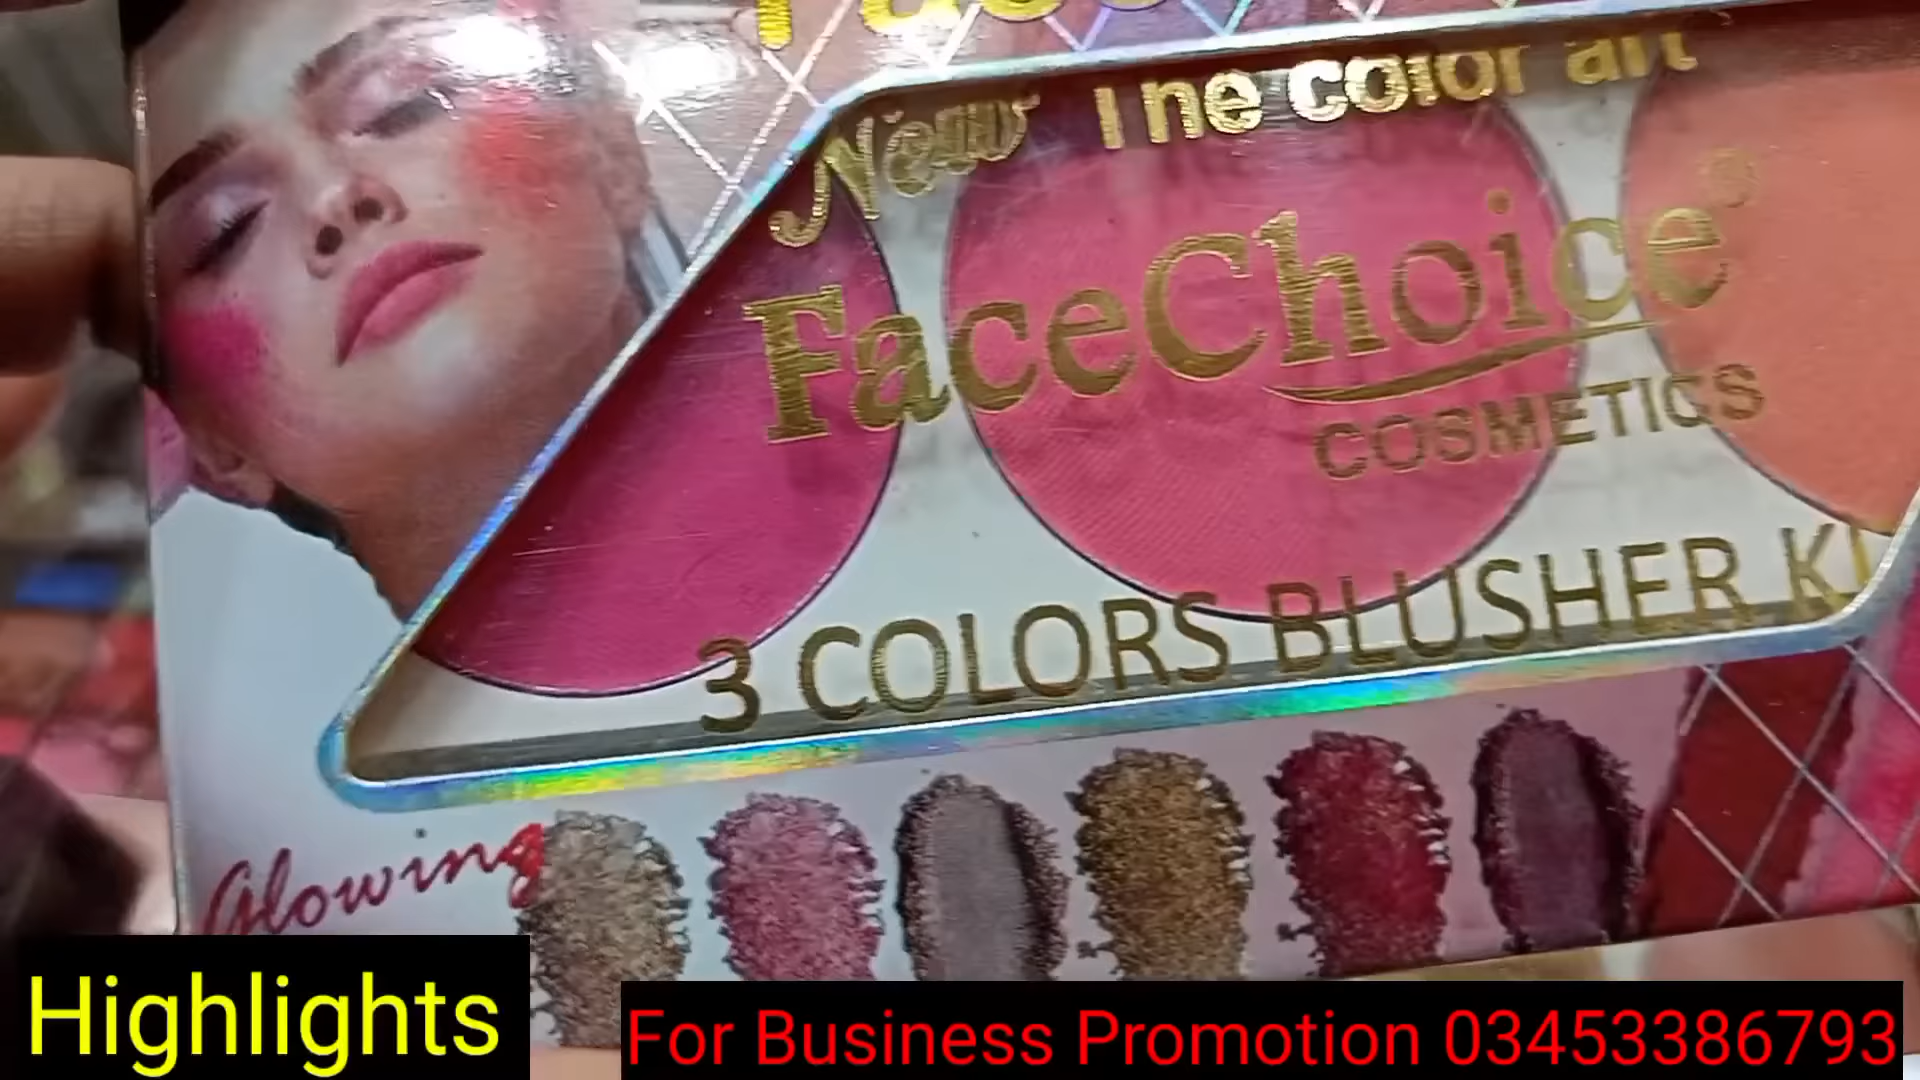 New The color art
FaceChoice®
COSMETICS
3 COLORS BLUSHER
Glowing
Highlights
For Business Promotion 03453386793